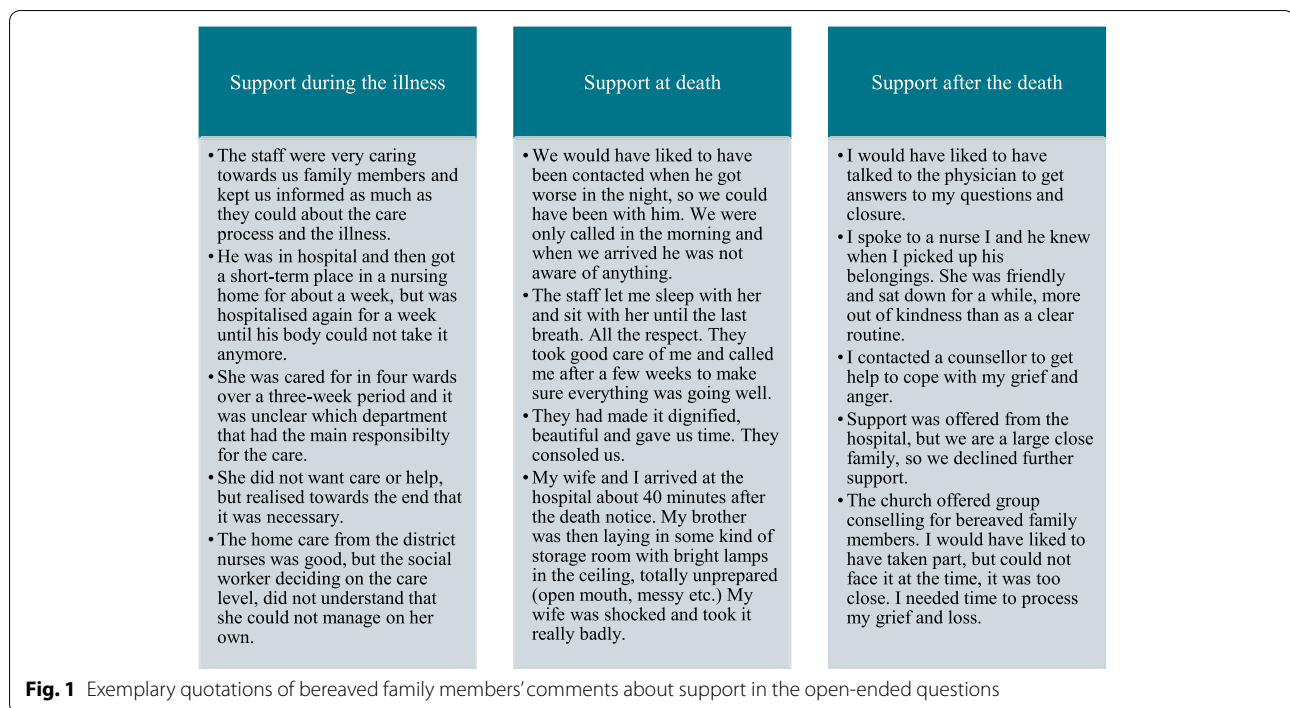 Support during the illness
• The staff were very caring
towards us family members and
kept us informed as much as
they could about the care
process and the illness.
• He was in hospital and then got
a short-term place in a nursing
home for about a week, but was
hospitalised again for a week
until his body could not take it
anymore.
• She was cared for in four wards
over a three-week period and it
was unclear which department
that had the main responsibilty
for the care.
• She did not want care or help,
but realised towards the end that
it was necessary.
• The home care from the district
nurses was good, but the social
worker deciding on the care
level, did not understand that
she could not manage on her
own.
Support at death
• We would have liked to have
been contacted when he got
worse in the night, so we could
have been with him. We were
only called in the morning and
when we arrived he was not
aware of anything.
• The staff let me sleep with her
and sit with her until the last
breath. All the respect. They
took good care of me and called
me after a few weeks to make
sure everything was going well.
• They had made it dignified,
beautiful and gave us time. They
consoled us.
• My wife and I arrived at the
hospital about 40 minutes after
the death notice. My brother
was then laying in some kind of
storage room with bright lamps
in the ceiling, totally unprepared
(open mouth, messy etc.) My
wife was shocked and took it
really badly.
Support after the death
• I would have liked to have
talked to the physician to get
answers to my questions and
closure.
• I spoke to a nurse I and he knew
when I picked up his
belongings. She was friendly
and sat down for a while, more
out of kindness than as a clear
routine.
• I contacted a counsellor to get
help to cope with my grief and
anger.
• Support was offered from the
hospital, but we are a large close
family, so we declined further
support.
• The church offered group
conselling for bereaved family
members. I would have liked to
have taken part, but could not
face it at the time, it was too
close. I needed time to process
my grief and loss.
Fig. 1 Exemplary quotations of bereaved family members' comments about support in the open-ended questions